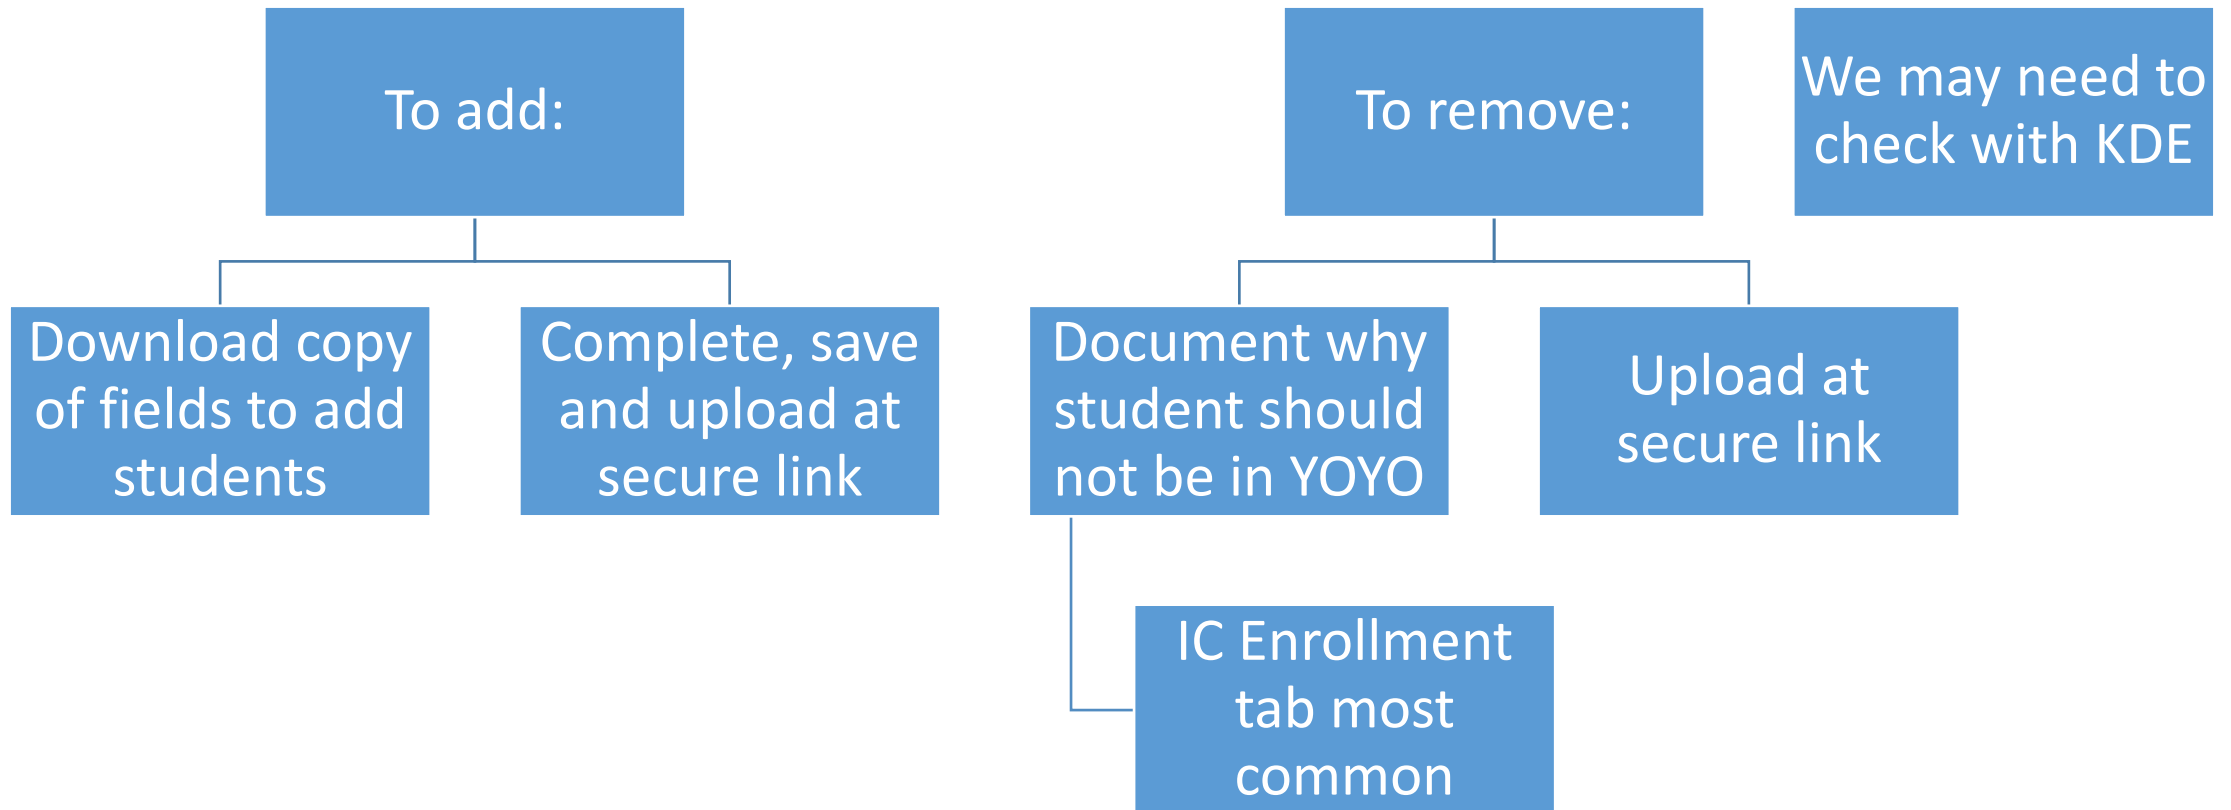 To add:
Download copy
of fields to add
students
Complete, save
and upload at
secure link
To remove:
Document why
student should
not be in YOYO
IC Enrollment
tab most
common
Upload at
secure link
We may need to
check with KDE